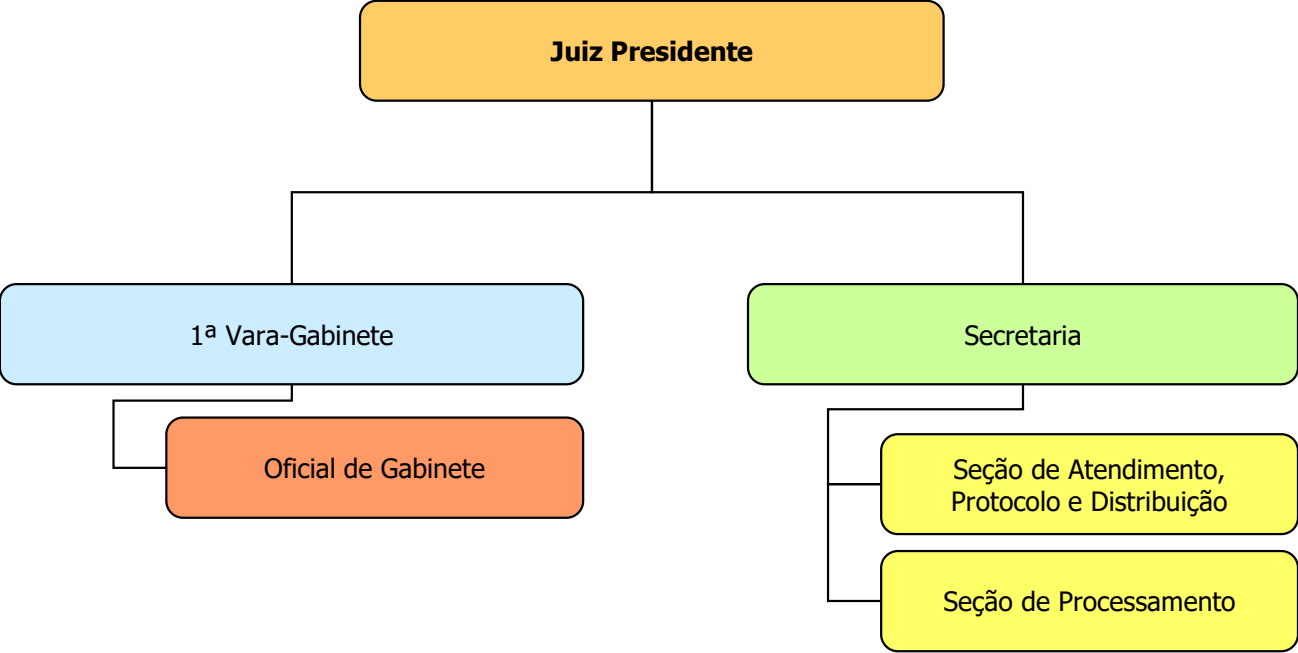 Juiz Presidente
1ª Vara-Gabinete
Oficial de Gabinete
Secretaria
Seção de Atendimento,
Protocolo e Distribuição
Seção de Processamento